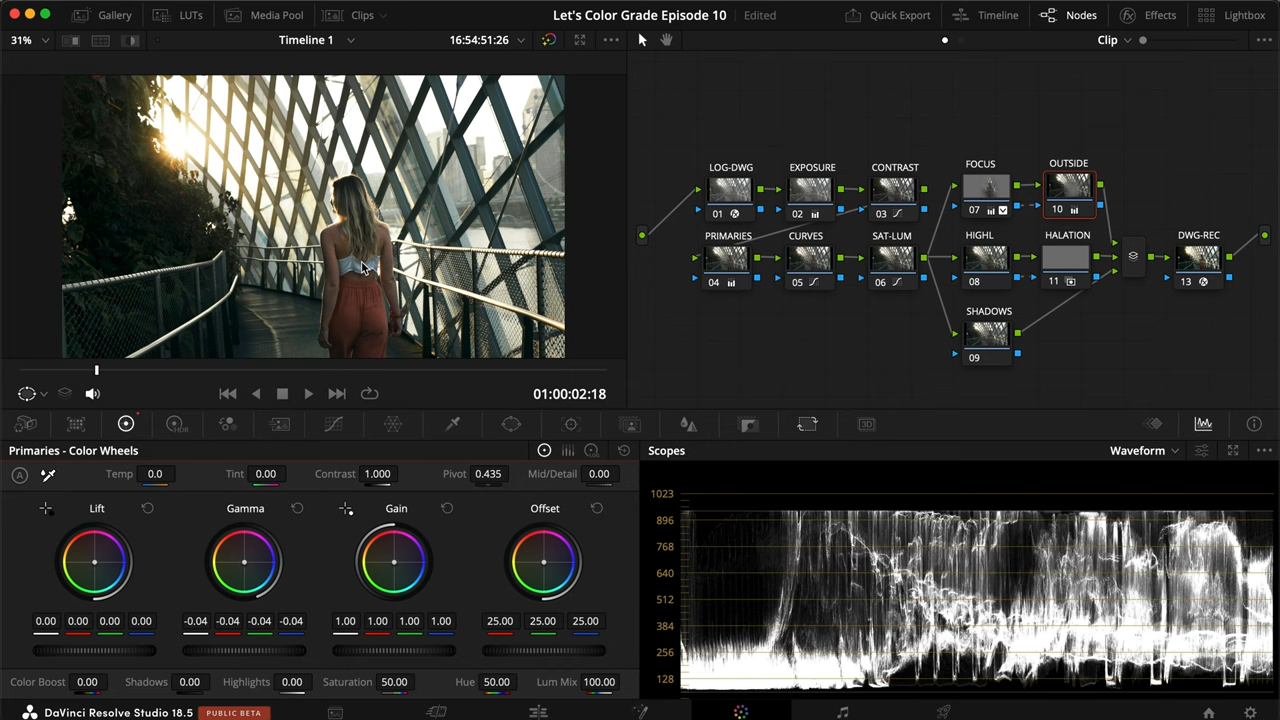 Gallery LUTs Media Pool Clips Let's Color Grade Episode 10 Edited Quick Export Timeline Nodes Effects Lightbox
31% Timeline 1 16:54:51:26 Clip
LOG-DWG EXPOSURE CONTRAST FOCUS OUTSIDE
01 02 03 07 10
PRIMARIES CURVES SAT-LUM HIGHL HALATION DWG-REC
04 05 06 08 11 13
SHADOWS
09
01:00:02:18
HDR 3D
Primaries - Color Wheels
Scopes Waveform
A Temp 0.0 Tint 0.00 Contrast 1.000 Pivot 0.435 Mid/Detail 0.00
Lift Gamma Gain Offset
0.00 0.00 0.00 0.00 -0.04 -0.04 -0.04 -0.04 1.00 1.00 1.00 1.00 25.00 25.00 25.00
Color Boost 0.00 Shadows 0.00 Highlights 0.00 Saturation 50.00 Hue 50.00 Lum Mix 100.00
1023
896
768
640
512
384
256
128
DaVinci Resolve Studio 18.5 PUBLIC BETA